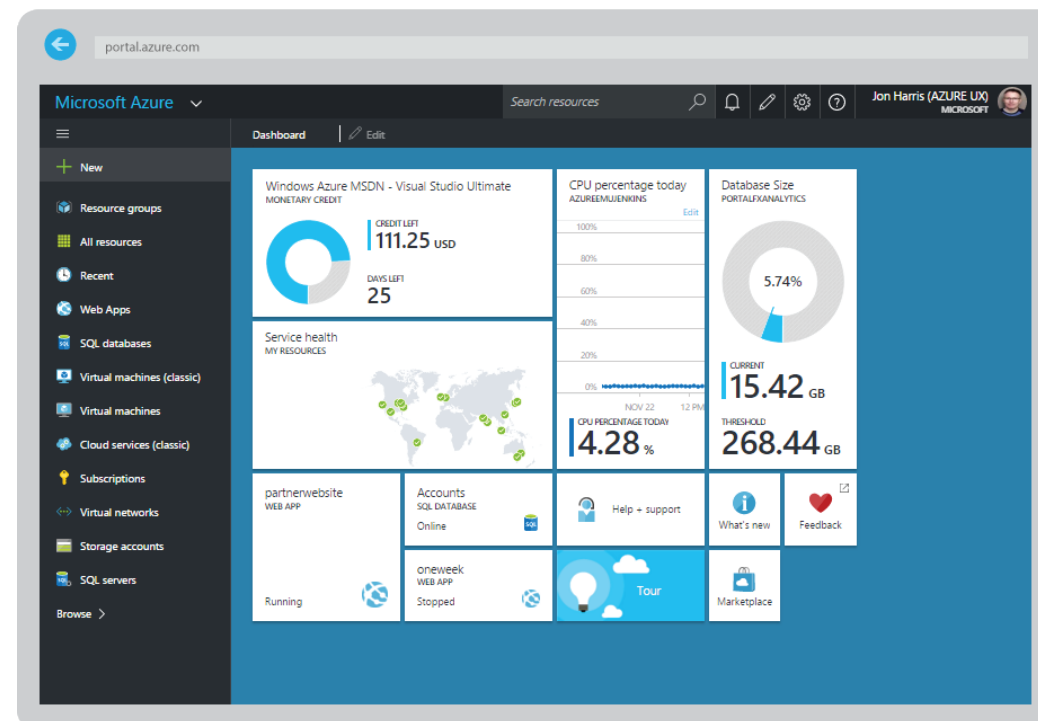 portal.azure.com
Microsoft Azure
Search resources
Jon Harris (AZURE UX)
MICROSOFT
Dashboard
Edit
New
Resource groups
All resources
Recent
Web Apps
SQL databases
Virtual machines (classic)
Virtual machines
Cloud services (classic)
Subscriptions
Virtual networks
Storage accounts
SQL servers
Browse
Windows Azure MSDN - Visual Studio Ultimate
MONETARY CREDIT
CREDIT LEFT
111.25 USD
DAYS LEFT
25
Service health
MY RESOURCES
CPU percentage today
AZUREEMUJENKINS
Edit
100%
80%
60%
40%
20%
0%
NOV 22 12 PM
CPU PERCENTAGE TODAY
4.28 %
Database Size
PORTALFXANALYTICS
5.74%
CURRENT
15.42 GB
THRESHOLD
268.44 GB
partnerwebsite
WEB APP
Running
Accounts
SQL DATABASE
Online
SQL
oneweek
WEB APP
Stopped
Help + support
Tour
What's new
Feedback
Marketplace